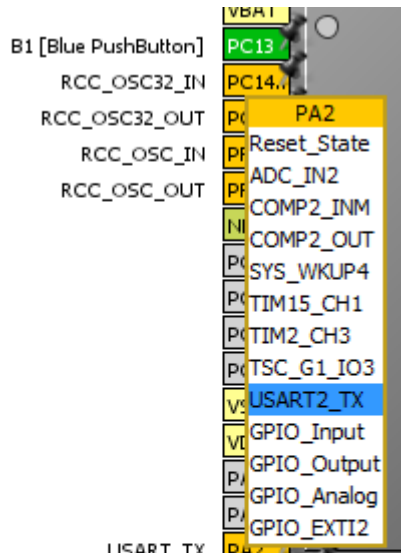 VBAT
B1 [Blue PushButton] PC13
RCC_OSC32_IN PC14..
RCC_OSC32_OUT
RCC_OSC_IN
RCC_OSC_OUT
PA2
Reset_State
ADC_IN2
COMP2_INM
COMP2_OUT
SYS_WKUP4
TIM15_CH1
TIM2_CH3
TSC_G1_IO3
USART2_TX
GPIO_Input
GPIO_Output
GPIO_Analog
GPIO_EXTI2
USART_TX PA2